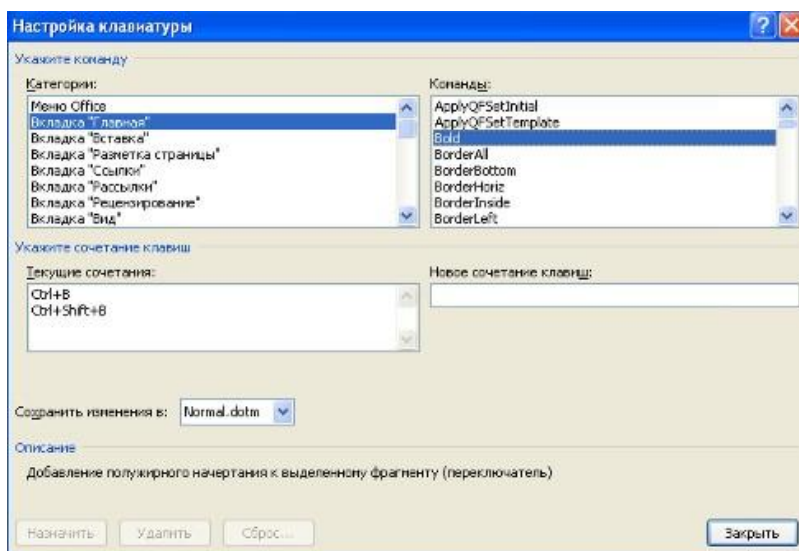 Настройка клавиатуры
Укажите команду
Категории:
Меню Office
Вкладка "Главная"
Вкладка "Вставка"
Вкладка "Разметка страницы"
Вкладка "Ссылки"
Вкладка "Рассылки"
Вкладка "Рецензирование"
Вкладка "Вид"
Команды:
ApplyQFSetInitial
ApplyQFSetTemplate
Bold
BorderAll
BorderBottom
BorderHoriz
BorderInside
BorderLeft
Укажите сочетание клавиш
Текущие сочетания:
Ctrl+B
Ctrl+Shift+B
Новое сочетание клавиш:
Сохранить изменения в: Normal.dotm
Описание
Добавление полужирного начертания к выделенному фрагменту (переключатель)
Назначить Удалить Сброс... Закрыть